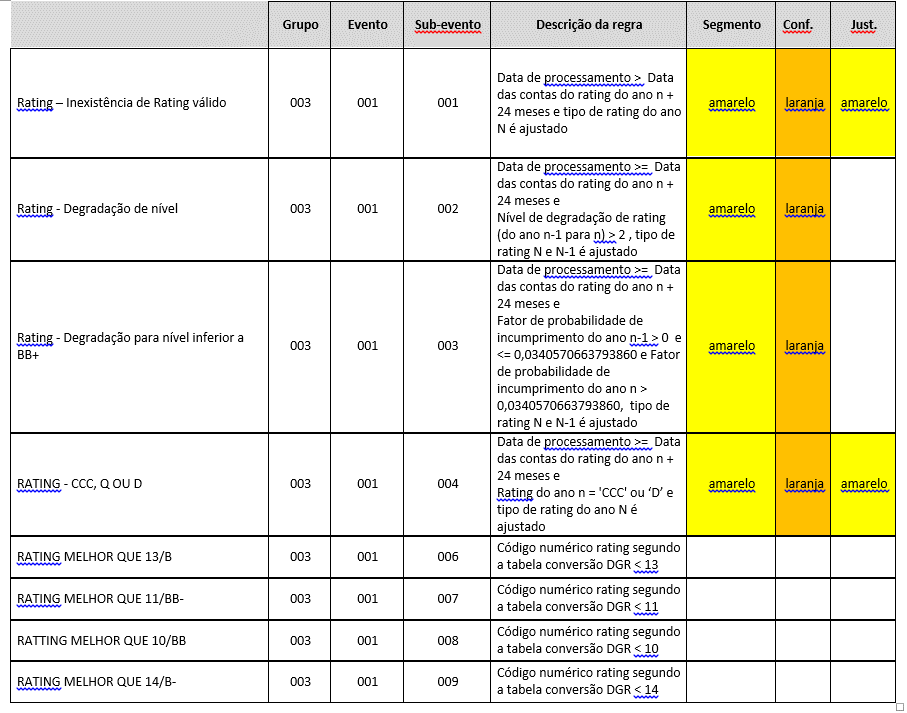 Grupo Evento Sub-evento Descrição da regra Segmento Conf. Just.
Rating – Inexistência de Rating válido 003 001 001
Data de processamento > Data
das contas do rating do ano n +
24 meses e tipo de rating do ano
N é ajustado
amarelo laranja amarelo
Rating - Degradação de nível 003 001 002
Data de processamento >= Data
das contas do rating do ano n +
24 meses e
Nível de degradação de rating
(do ano n-1 para n) > 2 , tipo de
rating N e N-1 é ajustado
amarelo laranja
Rating - Degradação para nível inferior a
BB+
003 001 003
Data de processamento >= Data
das contas do rating do ano n +
24 meses e
Fator de probabilidade de
incumprimento do ano n-1 > 0 e
<= 0,0340570663793860 e Fator
de probabilidade de
incumprimento do ano n >
0,0340570663793860, tipo de
rating N e N-1 é ajustado
amarelo laranja
RATING - CCC, Q OU D 003 001 004
Data de processamento >= Data
das contas do rating do ano n +
24 meses e
Rating do ano n = 'CCC' ou ‘D’ e
tipo de rating do ano N é
ajustado
amarelo laranja amarelo
RATING MELHOR QUE 13/B 003 001 006
Código numérico rating segundo
a tabela conversão DGR < 13
RATING MELHOR QUE 11/BB- 003 001 007
Código numérico rating segundo
a tabela conversão DGR < 11
RATTING MELHOR QUE 10/BB 003 001 008
Código numérico rating segundo
a tabela conversão DGR < 10
RATING MELHOR QUE 14/B- 003 001 009
Código numérico rating segundo
a tabela conversão DGR < 14